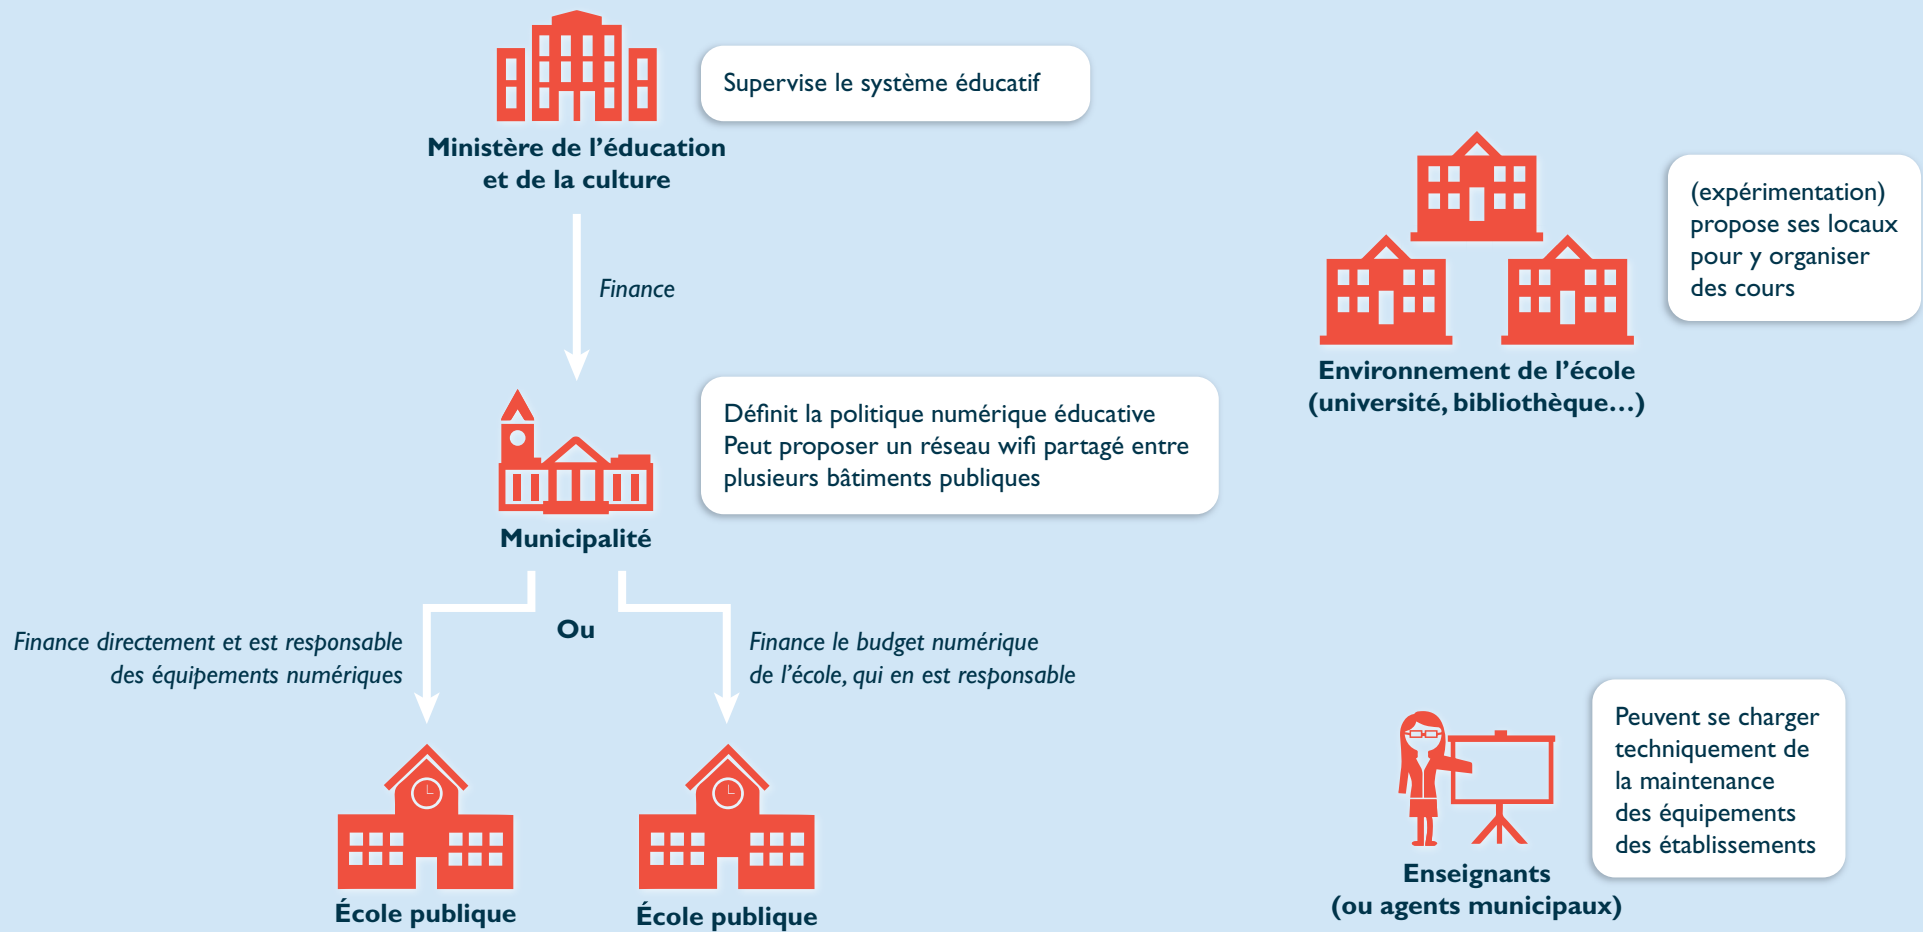 Supervise le système éducatif
Ministère de l’éducation
et de la culture
Finance
(expérimentation)
propose ses locaux
pour y organiser
des cours
Environnement de l’école
(université, bibliothèque…)
Définit la politique numérique éducative
Peut proposer un réseau wifi partagé entre
plusieurs bâtiments publiques
Municipalité
Ou
Finance directement et est responsable
des équipements numériques
Finance le budget numérique
de l’école, qui en est responsable
École publique
École publique
Peuvent se charger
techniquement de
la maintenance
des équipements
des établissements
Enseignants
(ou agents municipaux)